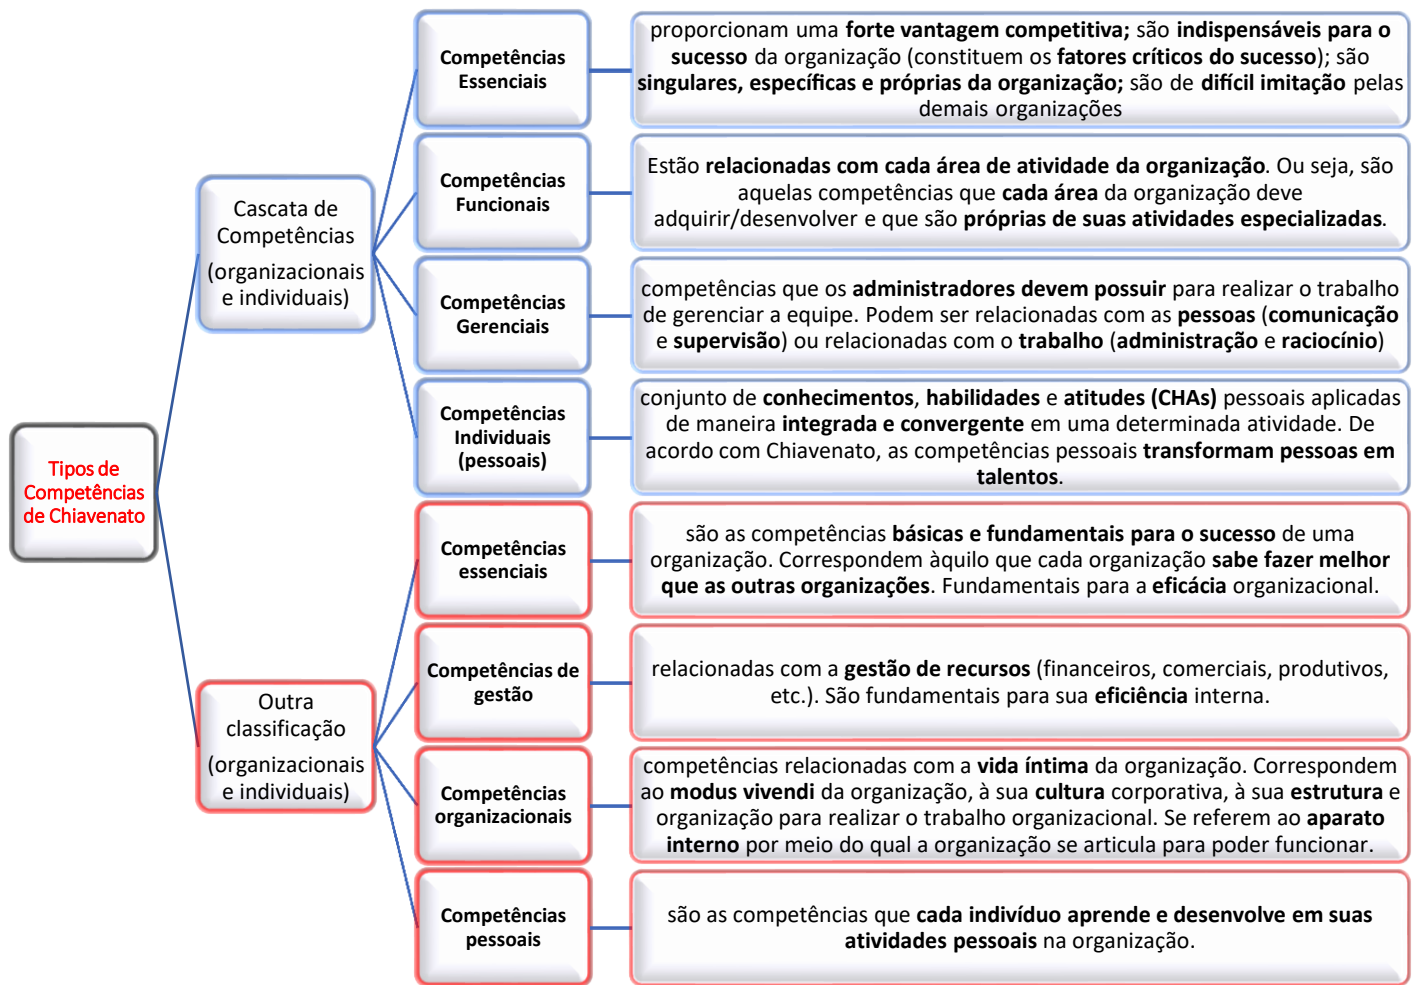 Tipos de
Competências
de Chiavenato
Cascata de
Competências
(organizacionais
e individuais)
Competências
Essenciais
proporcionam uma forte vantagem competitiva; são indispensáveis para o
sucesso da organização (constituem os fatores críticos do sucesso); são
singulares, específicas e próprias da organização; são de difícil imitação pelas
demais organizações
Competências
Funcionais
Estão relacionadas com cada área de atividade da organização. Ou seja, são
aquelas competências que cada área da organização deve
adquirir/desenvolver e que são próprias de suas atividades especializadas.
Competências
Gerenciais
competências que os administradores devem possuir para realizar o trabalho
de gerenciar a equipe. Podem ser relacionadas com as pessoas (comunicação
e supervisão) ou relacionadas com o trabalho (administração e raciocínio)
Competências
Individuais
(pessoais)
conjunto de conhecimentos, habilidades e atitudes (CHAs) pessoais aplicadas
de maneira integrada e convergente em uma determinada atividade. De
acordo com Chiavenato, as competências pessoais transformam pessoas em
talentos.
Outra
classificação
(organizacionais
e individuais)
Competências
essenciais
são as competências básicas e fundamentais para o sucesso de uma
organização. Correspondem àquilo que cada organização sabe fazer melhor
que as outras organizações. Fundamentais para a eficácia organizacional.
Competências de
gestão
relacionadas com a gestão de recursos (financeiros, comerciais, produtivos,
etc.). São fundamentais para sua eficiência interna.
Competências
organizacionais
competências relacionadas com a vida íntima da organização. Correspondem
ao modus vivendi da organização, à sua cultura corporativa, à sua estrutura e
organização para realizar o trabalho organizacional. Se referem ao aparato
interno por meio do qual a organização se articula para poder funcionar.
Competências
pessoais
são as competências que cada indivíduo aprende e desenvolve em suas
atividades pessoais na organização.